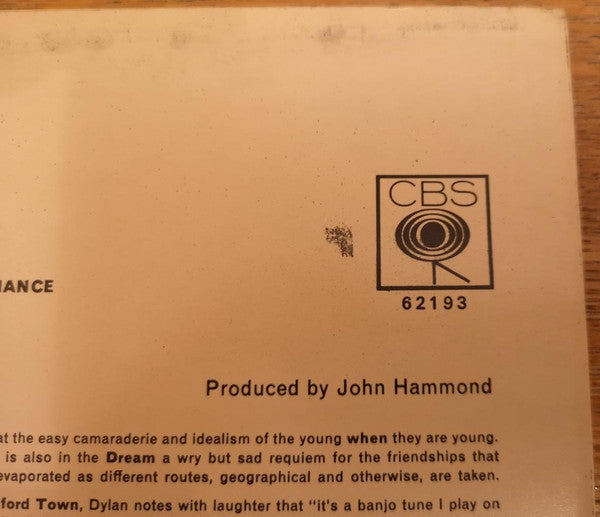 CBS
62193
Produced by John Hammond
at the easy camaraderie and idealism of the young when they are young.
is also in the Dream a wry but sad requiem for the friendships that
evaporated as different routes, geographical and otherwise, are taken.
ford Town, Dylan notes with laughter that "it's a banjo tune I play on